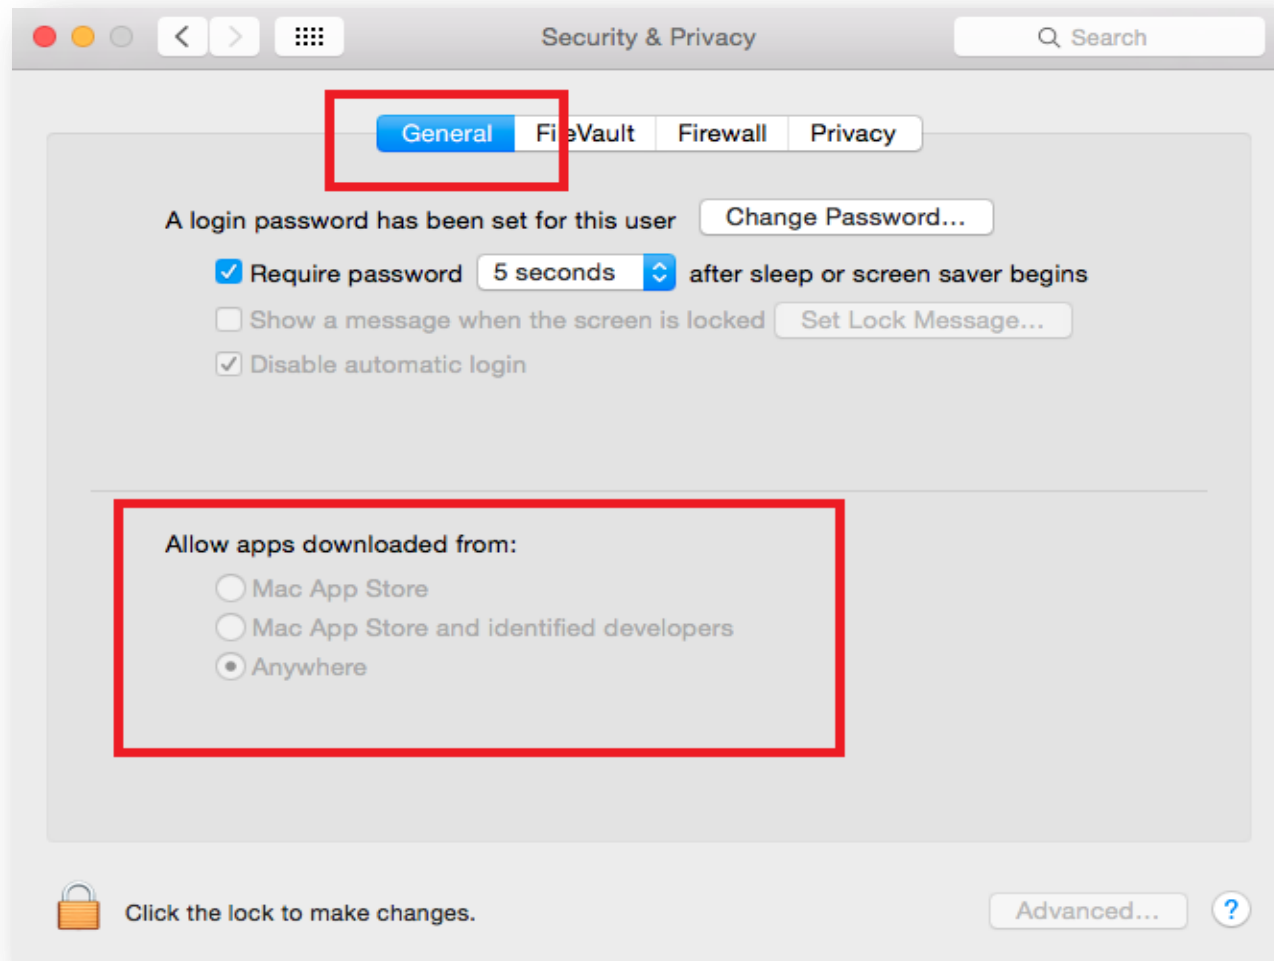 Security & Privacy
Search
General FileVault Firewall Privacy
A login password has been set for this user Change Password...
Require password 5 seconds after sleep or screen saver begins
Show a message when the screen is locked Set Lock Message...
Disable automatic login
Allow apps downloaded from:
Mac App Store
Mac App Store and identified developers
Anywhere
Click the lock to make changes.
Advanced... ?